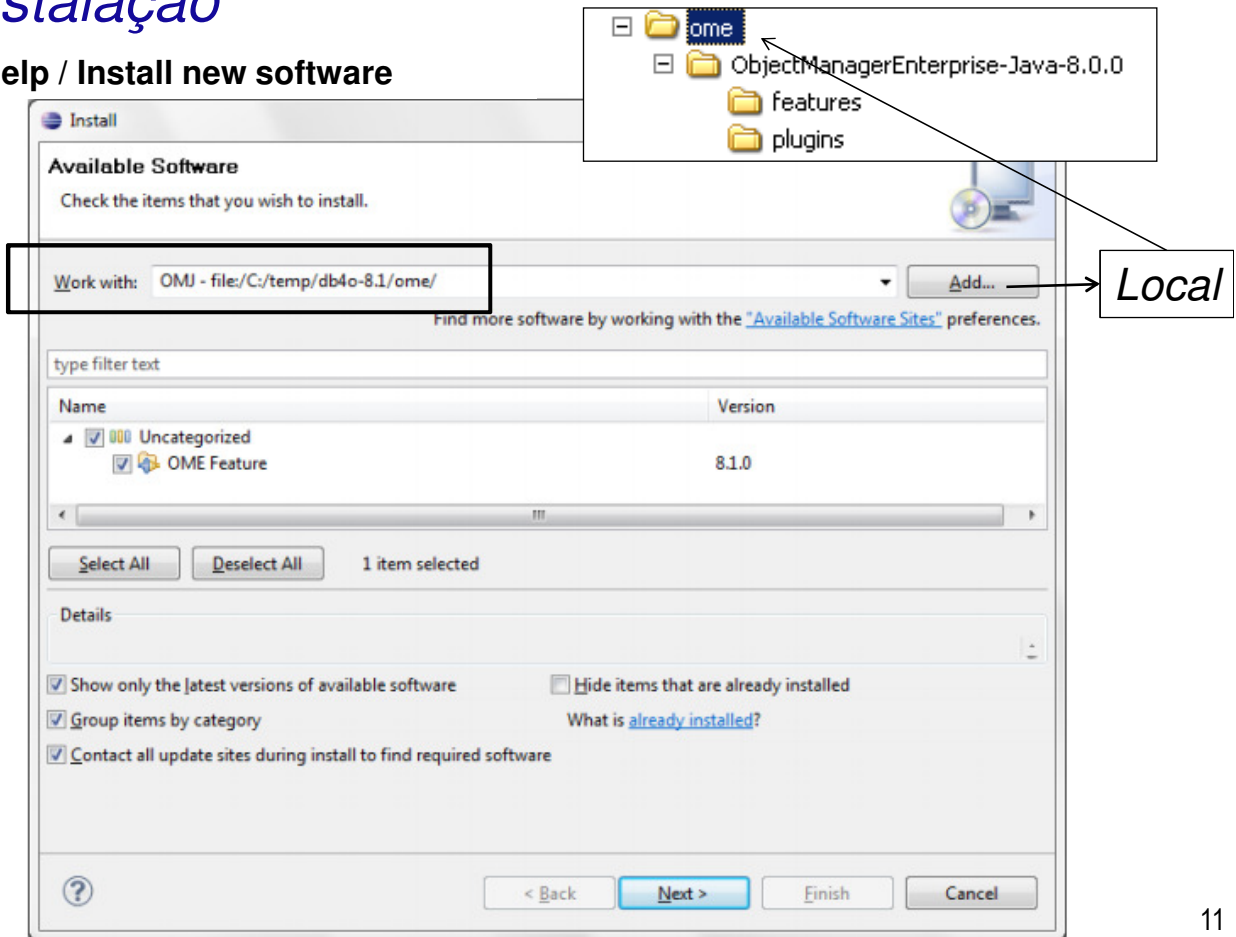 stalação
elp / Install new software
ome
ObjectManagerEnterprise-Java-8.0.0
features
plugins
Install
Available Software
Check the items that you wish to install.
Work with: OMJ - file:/C:/temp/db4o-8.1/ome/
Add...
Local
Find more software by working with the "Available Software Sites" preferences.
type filter text
Name Version
Uncategorized
OME Feature 8.1.0
Select All Deselect All 1 item selected
Details
Show only the latest versions of available software Hide items that are already installed
Group items by category What is already installed?
Contact all update sites during install to find required software
< Back Next > Finish Cancel
11